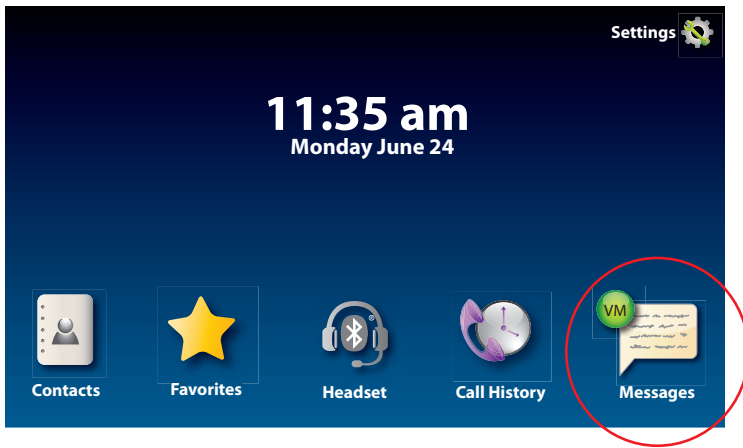 Settings
11:35 am
Monday June 24
VM
Contacts
Favorites
Headset
Call History
Messages